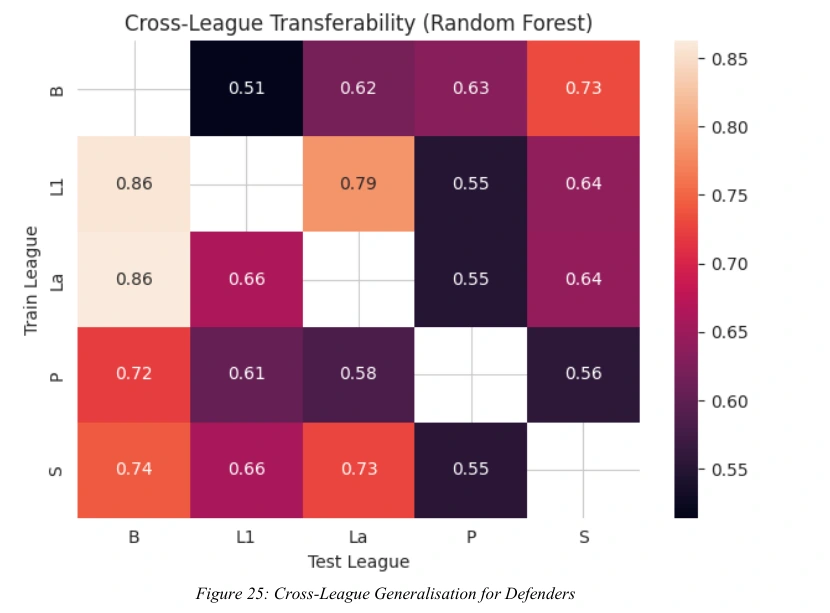 Cross-League Transferability (Random Forest)
B 0.51 0.62 0.63 0.73
L1 0.86 0.79 0.55 0.64
La 0.86 0.66 0.55 0.64
P 0.72 0.61 0.58 0.56
S 0.74 0.66 0.73 0.55
B L1 La P S
Test League
Train League
0.85
0.80
0.75
0.70
0.65
0.60
0.55
Figure 25: Cross-League Generalisation for Defenders